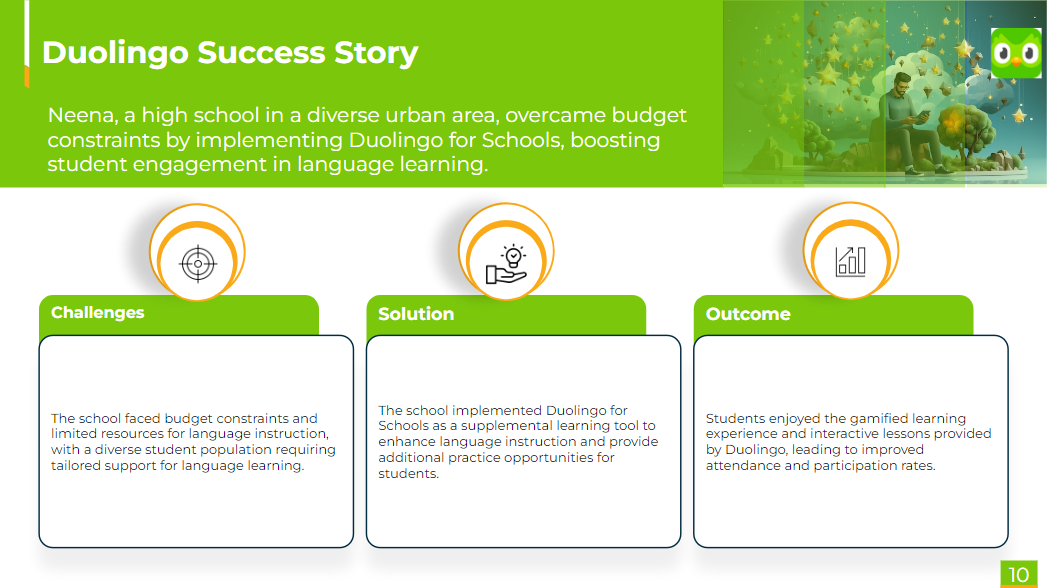 Duolingo Success Story
Neena, a high school in a diverse urban area, overcame budget
constraints by implementing Duolingo for Schools, boosting
student engagement in language learning.
Challenges
The school faced budget constraints and
limited resources for language instruction,
with a diverse student population requiring
tailored support for language learning.
Solution
The school implemented Duolingo for
Schools as a supplemental learning tool to
enhance language instruction and provide
additional practice opportunities for
students.
Outcome
Students enjoyed the gamified learning
experience and interactive lessons provided
by Duolingo, leading to improved
attendance and participation rates.
10